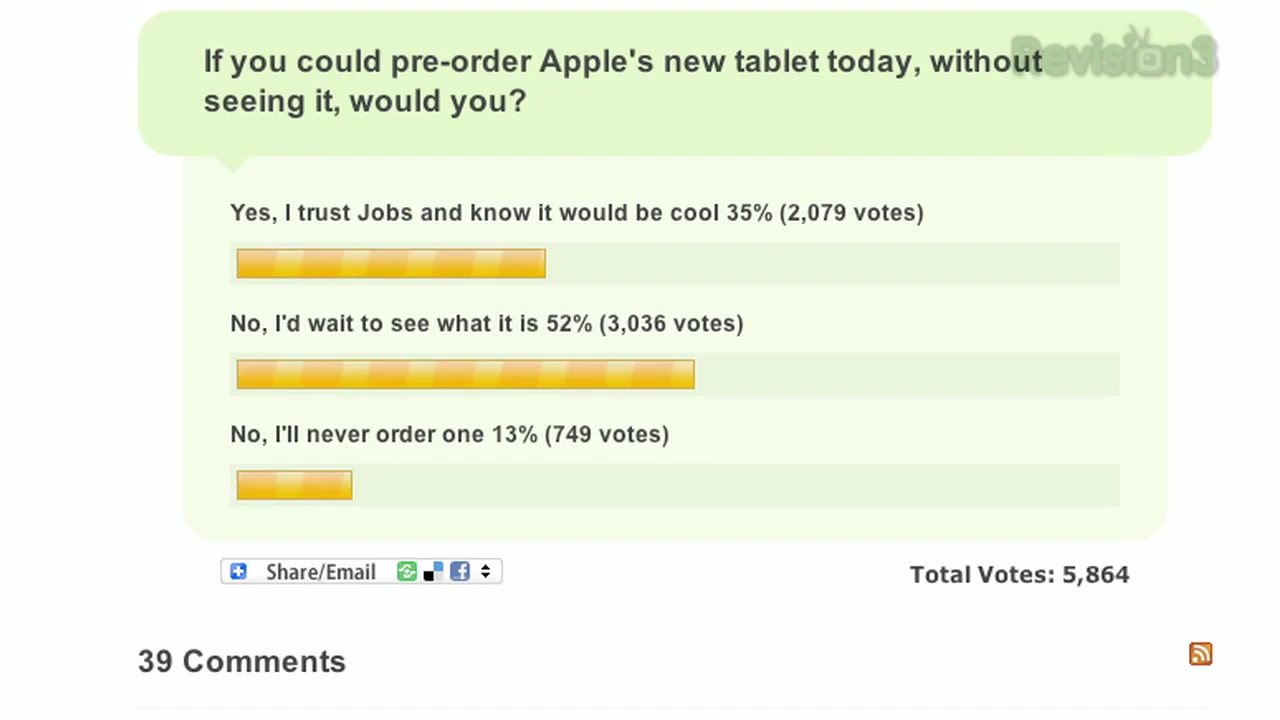 Revision3
If you could pre-order Apple's new tablet today, without
seeing it, would you?
Yes, I trust Jobs and know it would be cool 35% (2,079 votes)
No, I'd wait to see what it is 52% (3,036 votes)
No, I'll never order one 13% (749 votes)
Share/Email
Total Votes: 5,864
39 Comments